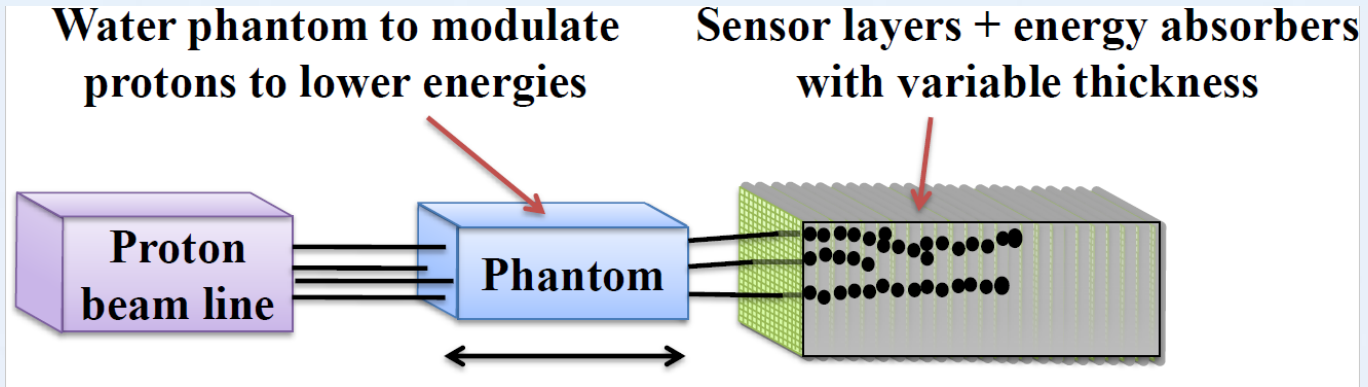 Water phantom to modulate
protons to lower energies
Sensor layers + energy absorbers
with variable thickness
Proton
beam line
Phantom